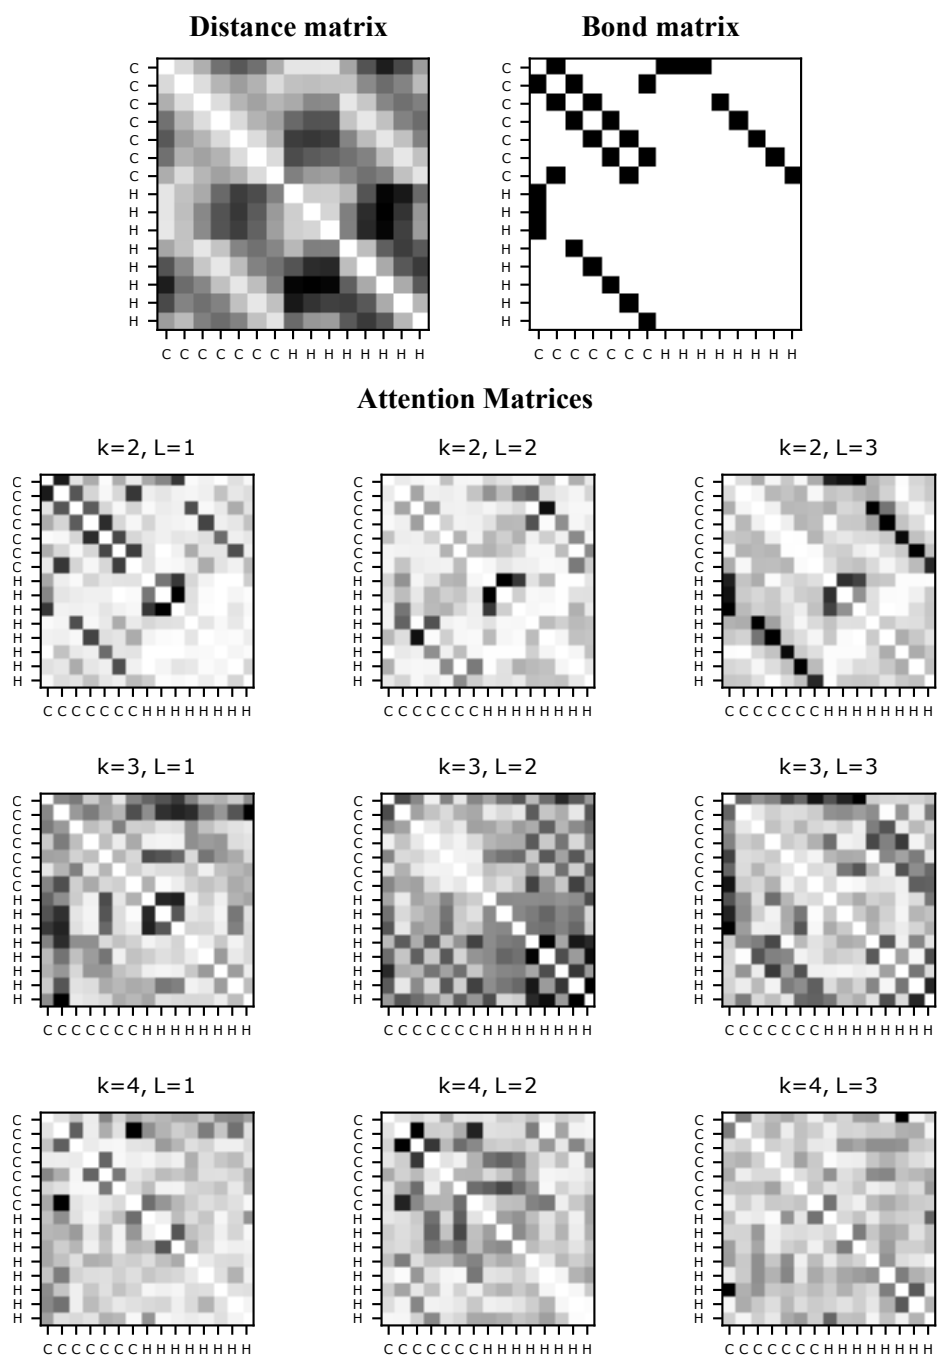 Distance matrix Bond matrix
C C
C C
C C
C C
C C
C C
C C
H H
H H
H H
H H
H H
H H
H H
H H
C C C C C C C H H H H H H H H C C C C C C C H H H H H H H H
Attention Matrices
k=2, L=1 k=2, L=2 k=2, L=3
C C C
C C C
C C C
C C C
C C C
C C C
C C C
H H H
H H H
H H H
H H H
H H H
H H H
H H H
H H H
C C C C C C C H H H H H H H H C C C C C C C H H H H H H H H C C C C C C C H H H H H H H H
k=3, L=1 k=3, L=2 k=3, L=3
C C C
C C C
C C C
C C C
C C C
C C C
C C C
H H H
H H H
H H H
H H H
H H H
H H H
H H H
H H H
C C C C C C C H H H H H H H H C C C C C C C H H H H H H H H C C C C C C C H H H H H H H H
k=4, L=1 k=4, L=2 k=4, L=3
C C C
C C C
C C C
C C C
C C C
C C C
C C C
H H H
H H H
H H H
H H H
H H H
H H H
H H H
H H H
C C C C C C C H H H H H H H H C C C C C C C H H H H H H H H C C C C C C C H H H H H H H H